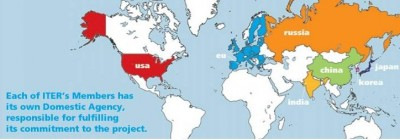 russia
usa
eu
china
japan
korea
india
Each of ITER's Members has
its own Domestic Agency,
responsible for fulfilling
its commitment to the project.